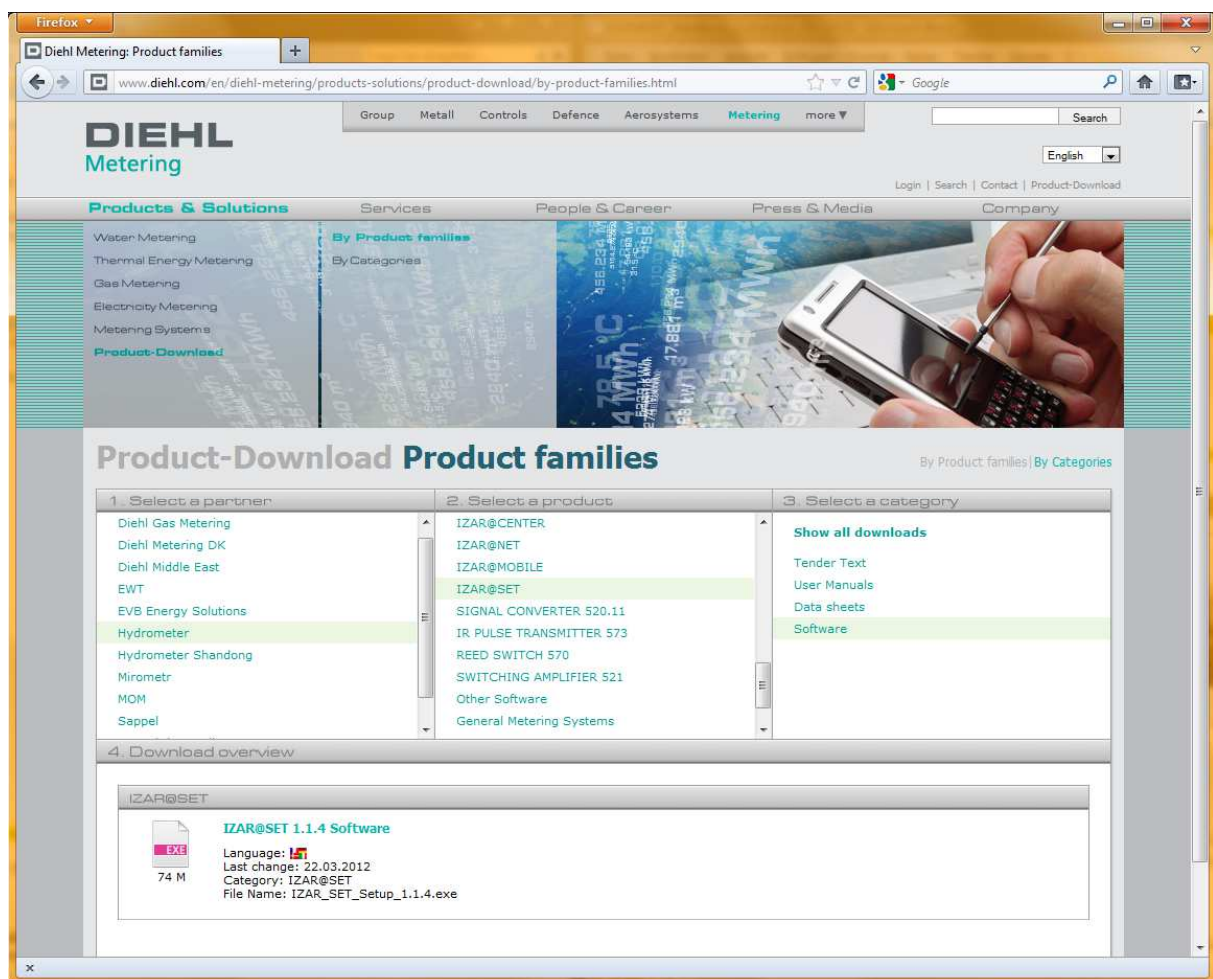 Firefox
Diehl Metering: Product families
www.diehl.com/en/diehl-metering/products-solutions/product-download/by-product-families.html
Google
Group Metall Controls Defence Aerosystems Metering more ▼
Search
DIEHL
Metering
English
Login | Search | Contact | Product-Download
Products & Solutions Services People & Career Press & Media Company
Water Metering
Thermal Energy Metering
Gas Metering
Electricity Metering
Metering Systems
Product-Download
By Product families
By Categories
Product-Download Product families
By Product families|By Categories
1. Select a partner
Diehl Gas Metering
Diehl Metering DK
Diehl Middle East
EWT
EVB Energy Solutions
Hydrometer
Hydrometer Shandong
Mirometr
MOM
Sappel
2. Select a product
IZAR@CENTER
IZAR@NET
IZAR@MOBILE
IZAR@SET
SIGNAL CONVERTER 520.11
IR PULSE TRANSMITTER 573
REED SWITCH 570
SWITCHING AMPLIFIER 521
Other Software
General Metering Systems
3. Select a category
Show all downloads
Tender Text
User Manuals
Data sheets
Software
4. Download overview
IZAR@SET
EXE
74 M
IZAR@SET 1.1.4 Software
Language:
Last change: 22.03.2012
Category: IZAR@SET
File Name: IZAR_SET_Setup_1.1.4.exe